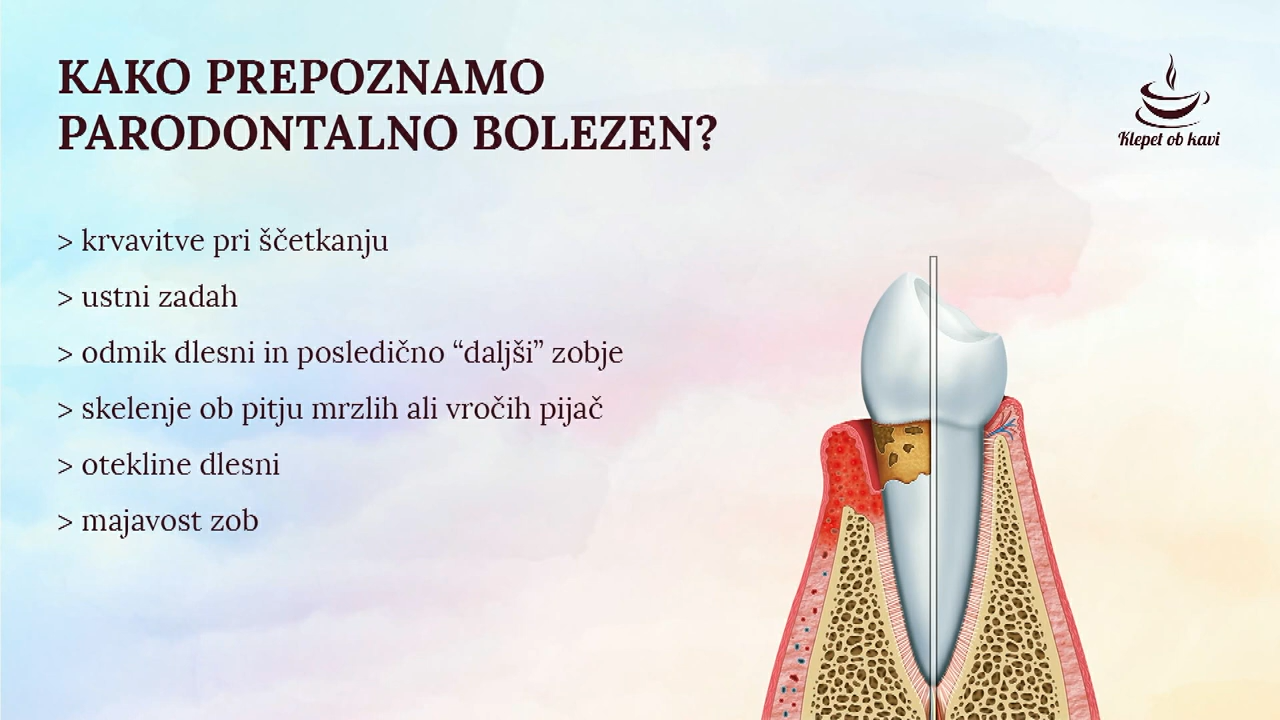 KAKO PREPOZNAMO
PARODONTALNO BOLEZEN?
Klepet ob kavi
> krvavitve pri ščetkanju
> ustni zadah
> odmik dlesni in posledično “daljši” zobje
> skelenje ob pitju mrzlih ali vročih pijač
> otekline dlesni
> majavost zob